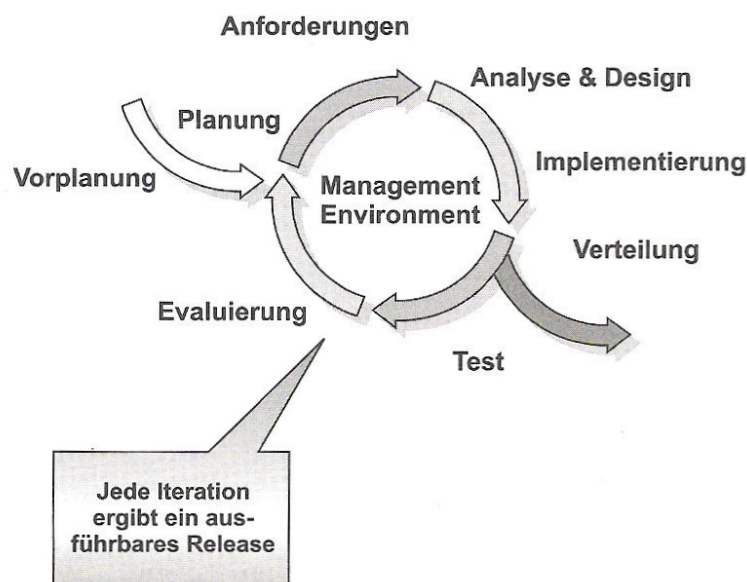 Anforderungen
Analyse & Design
Planung
Implementierung
Vorplanung
Management
Environment
Verteilung
Evaluierung
Test
Jede Iteration
ergibt ein aus-
führbares Release